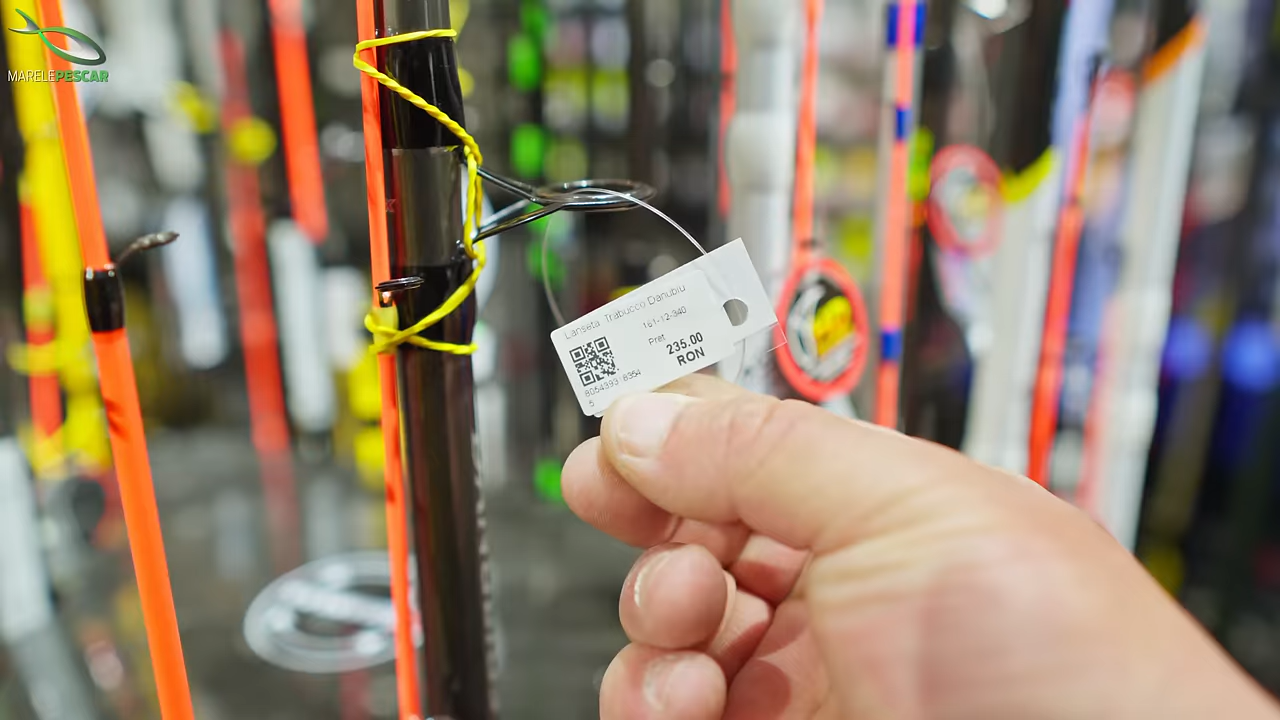 MARELEPESCAR
Lanseta Trabucco Danubiu
161-12-340
Pret
235.00
RON
8054393 8354
5